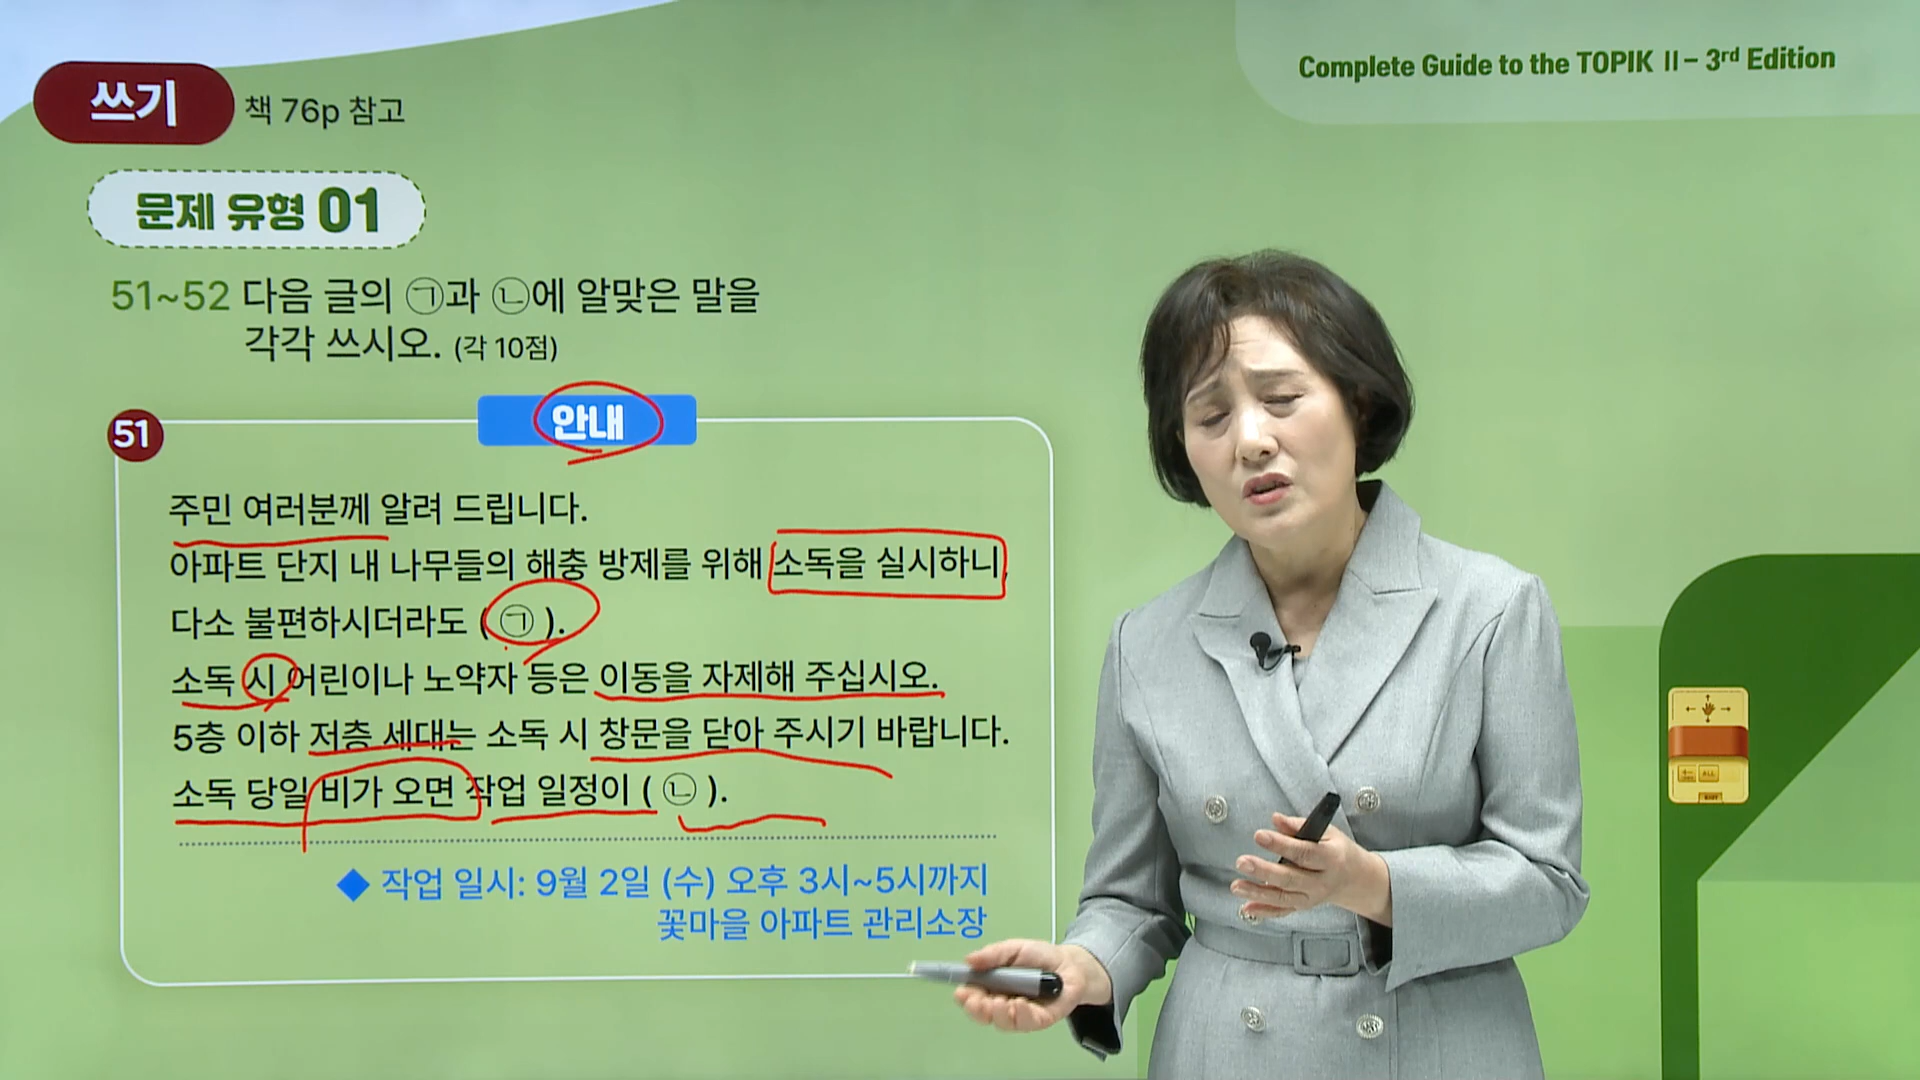 쓰기
책 76p 참고
Complete Guide to the TOPIK II – 3rd Edition
문제 유형 01
51~52 다음 글의 ㉠과 ㉡에 알맞은 말을
각각 쓰시오. (각 10점)
51
안내
주민 여러분께 알려 드립니다.
아파트 단지 내 나무들의 해충 방제를 위해 소독을 실시하니,
다소 불편하시더라도 ( ㉠ ).
소독 시 어린이나 노약자 등은 이동을 자제해 주십시오.
5층 이하 저층 세대는 소독 시 창문을 닫아 주시기 바랍니다.
소독 당일 비가 오면 작업 일정이 ( ㉡ ).
◆ 작업 일시: 9월 2일 (수) 오후 3시~5시까지
꽃마을 아파트 관리소장
ALL